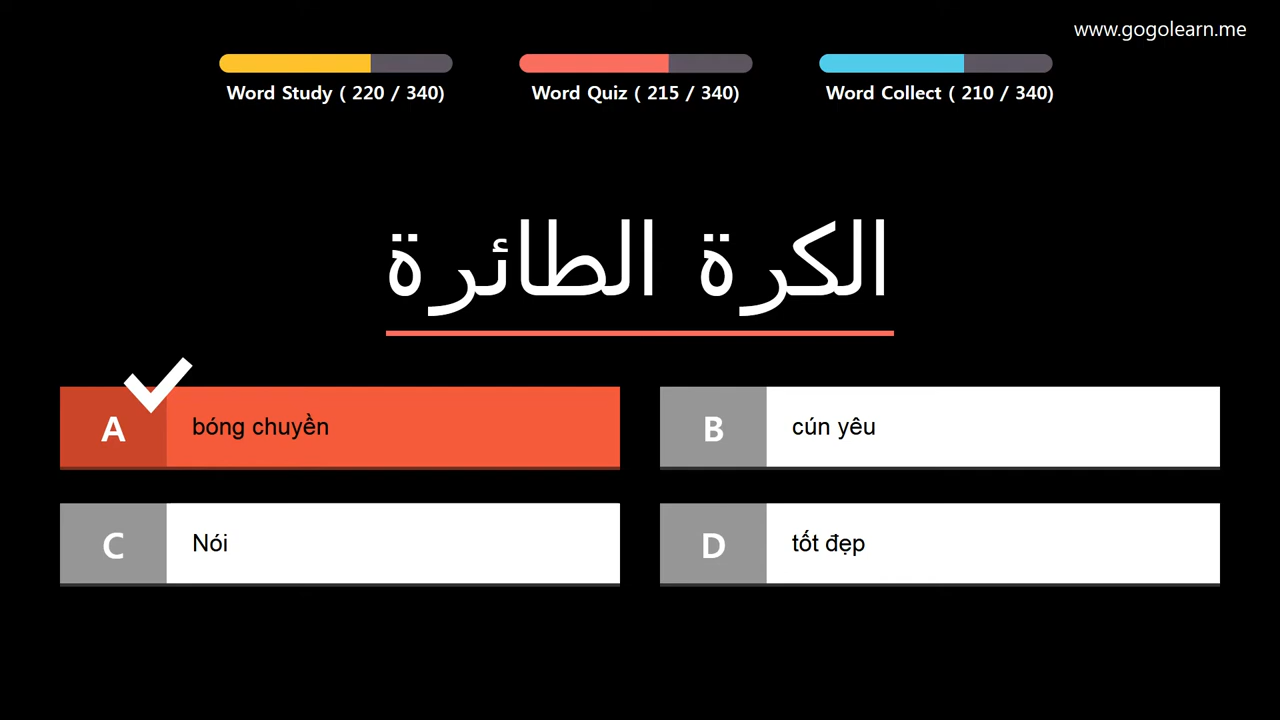 www.gogolearn.me
Word Study ( 220 / 340)
Word Quiz ( 215 / 340)
Word Collect ( 210 / 340)
الكرة الطائرة
A bóng chuyền
B cún yêu
C Nói
D tốt đẹp